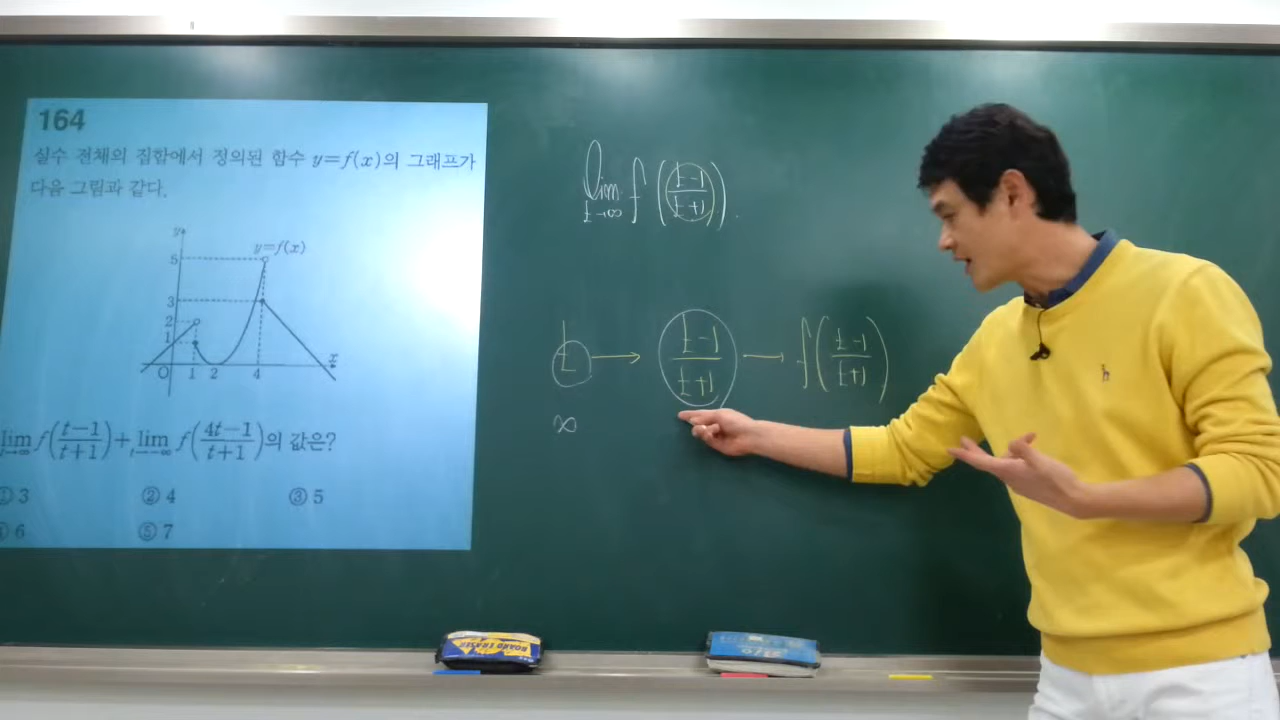 164
실수 전체의 집합에서 정의된 함수 y=f(x)의 그래프가
다음 그림과 같다.
y
y=f(x)
5
3
2
1
O 1 2 4 x
lim t→∞ f((t-1)/(t+1)) + lim t→-∞ f((4t-1)/(t+1))의 값은?
① 3 ② 4 ③ 5
④ 6 ⑤ 7
lim t→∞ f((t-1)/(t+1))
t → (t-1)/(t+1) → f((t-1)/(t+1))
∞
BOARD ERASER